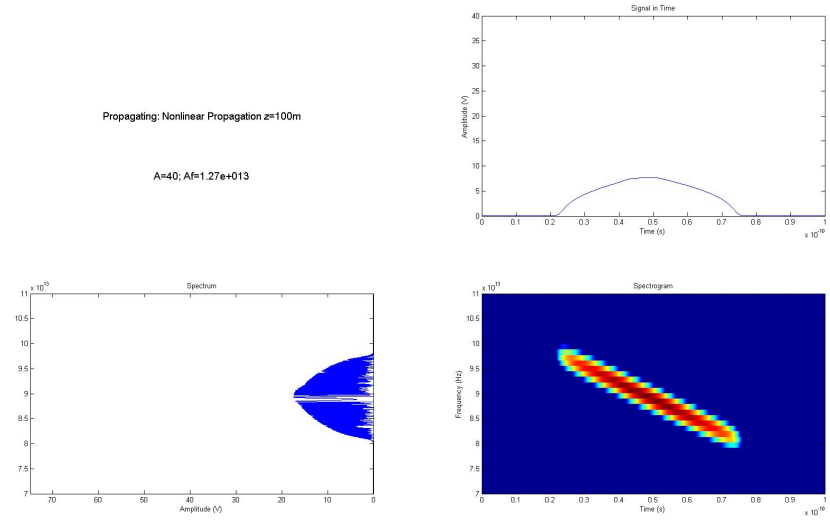 Propagating: Nonlinear Propagation z=100m
A=40; Af=1.27e+013
Signal in Time
Amplitude (V)
40
35
30
25
20
15
10
5
0
0 0.1 0.2 0.3 0.4 0.5 0.6 0.7 0.8 0.9 1
Time (s)
x 10^-10
Spectrum
x 10^13
11
10.5
10
9.5
9
8.5
8
7.5
7
70 60 50 40 30 20 10 0
Amplitude (V)
Spectrogram
x 10^13
Frequency (Hz)
11
10.5
10
9.5
9
8.5
8
7.5
7
0 0.1 0.2 0.3 0.4 0.5 0.6 0.7 0.8 0.9 1
Time (s)
x 10^-10